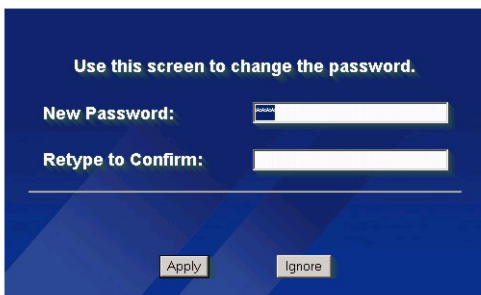 Use this screen to change the password.
New Password:
****
Retype to Confirm:
Apply
Ignore